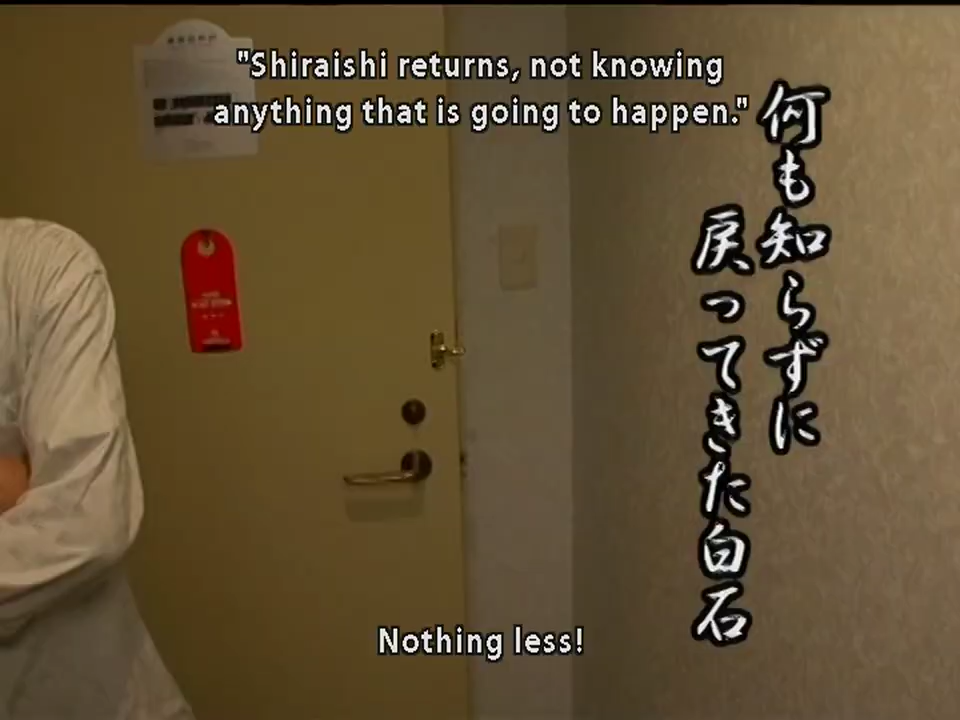 "Shiraishi returns, not knowing
anything that is going to happen."
何も知らずに
戻ってきた白石
Nothing less!